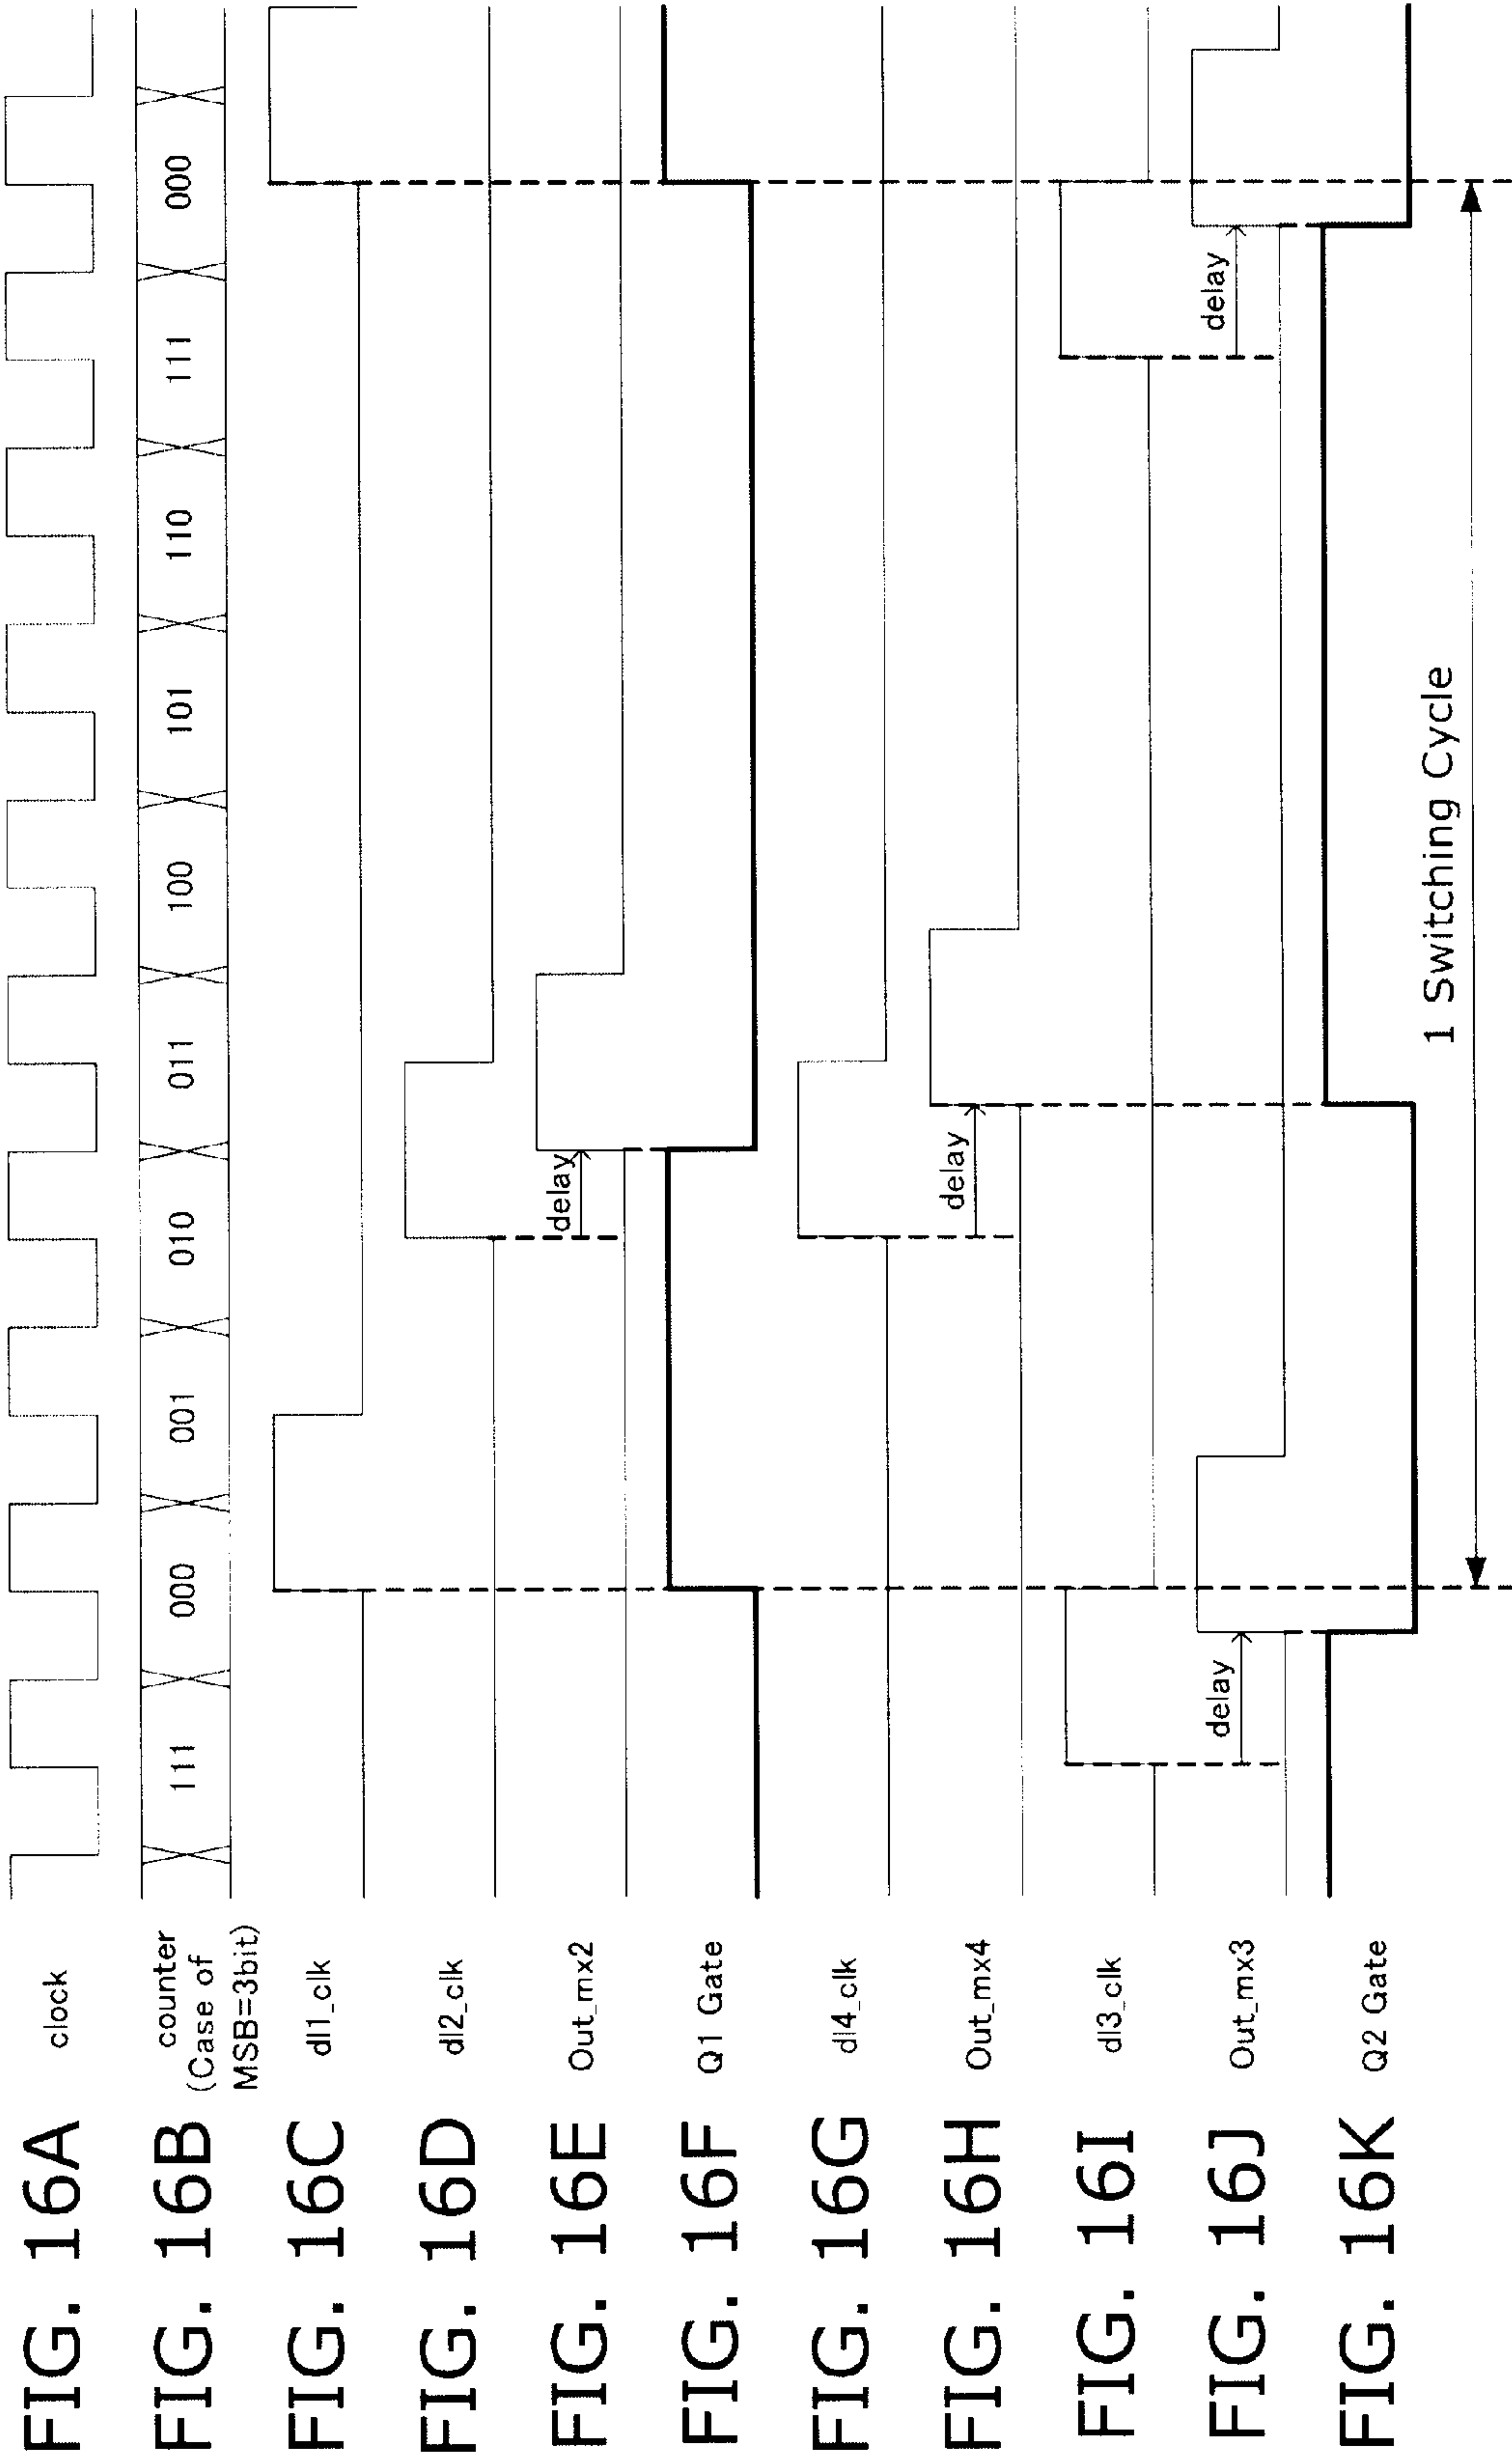 FIG. 16A
clock
FIG. 16B
counter
(Case of
MSB=3bit)
111
000
001
010
011
100
101
110
111
000
FIG. 16C
dl1_clk
FIG. 16D
dl2_clk
FIG. 16E
Out_mx2
delay
FIG. 16F
Q1 Gate
FIG. 16G
dl4_clk
FIG. 16H
Out_mx4
delay
FIG. 16I
dl3_clk
FIG. 16J
Out_mx3
delay
delay
FIG. 16K
Q2 Gate
1 Switching Cycle